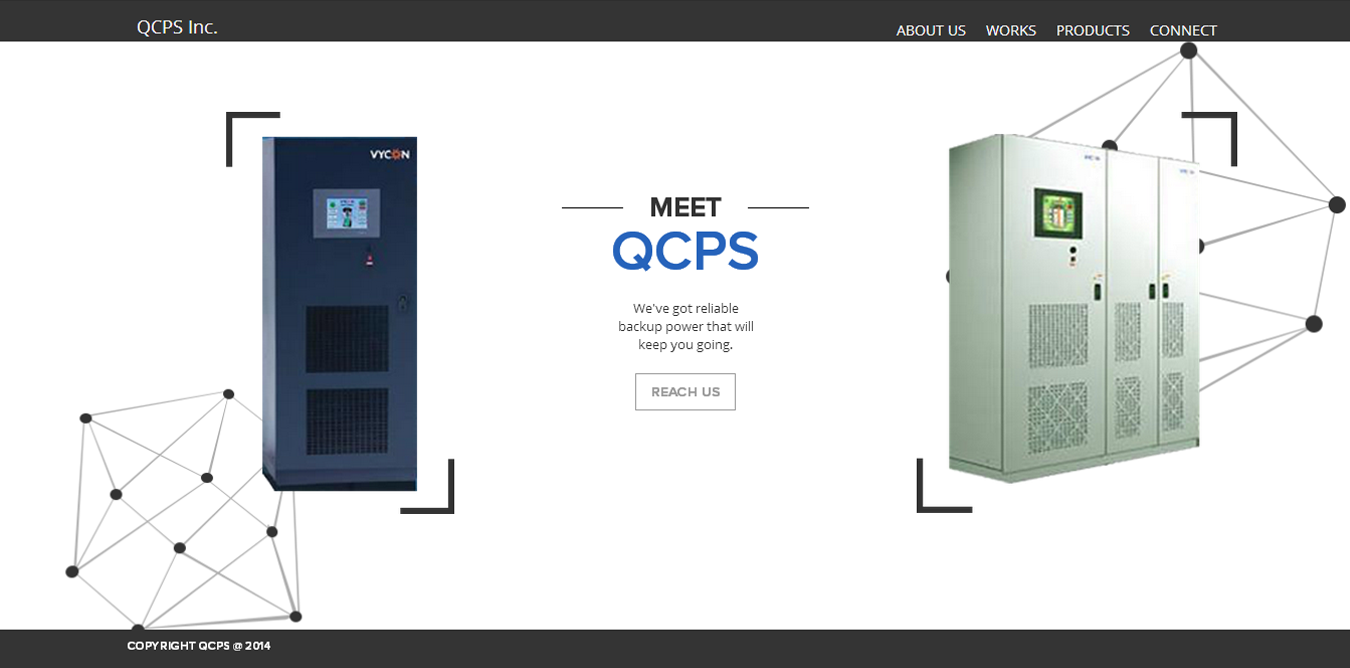 QCPS Inc.
ABOUT US WORKS PRODUCTS CONNECT
VYCON
MEET
QCPS
We've got reliable
backup power that will
keep you going.
REACH US
COPYRIGHT QCPS @ 2014